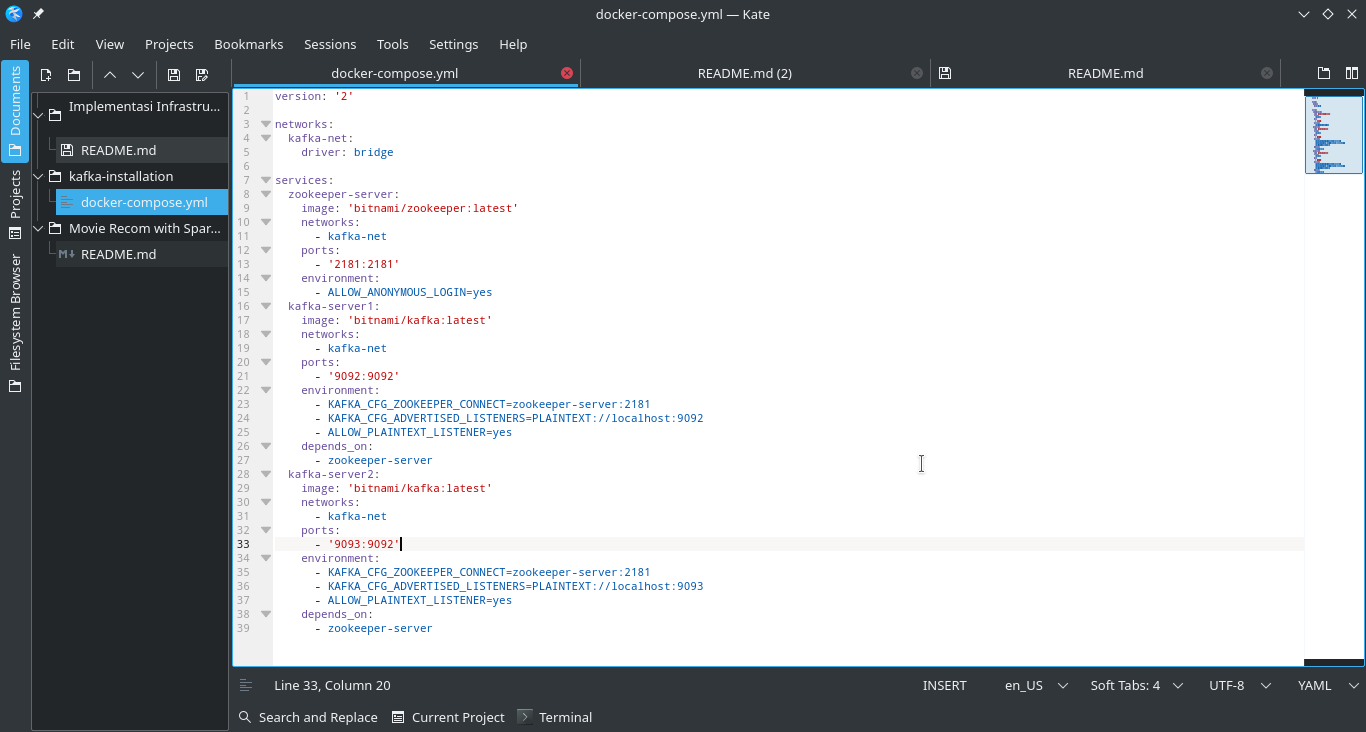 docker-compose.yml — Kate
File Edit View Projects Bookmarks Sessions Tools Settings Help
Documents
Projects
Filesystem Browser
Implementasi Infrastru...
README.md
kafka-installation
docker-compose.yml
Movie Recom with Spar...
README.md
docker-compose.yml README.md (2) README.md
1 version: '2'
2
3 networks:
4   kafka-net:
5     driver: bridge
6
7 services:
8   zookeeper-server:
9     image: 'bitnami/zookeeper:latest'
10     networks:
11       - kafka-net
12     ports:
13       - '2181:2181'
14     environment:
15       - ALLOW_ANONYMOUS_LOGIN=yes
16   kafka-server1:
17     image: 'bitnami/kafka:latest'
18     networks:
19       - kafka-net
20     ports:
21       - '9092:9092'
22     environment:
23       - KAFKA_CFG_ZOOKEEPER_CONNECT=zookeeper-server:2181
24       - KAFKA_CFG_ADVERTISED_LISTENERS=PLAINTEXT://localhost:9092
25       - ALLOW_PLAINTEXT_LISTENER=yes
26     depends_on:
27       - zookeeper-server
28   kafka-server2:
29     image: 'bitnami/kafka:latest'
30     networks:
31       - kafka-net
32     ports:
33       - '9093:9092'
34     environment:
35       - KAFKA_CFG_ZOOKEEPER_CONNECT=zookeeper-server:2181
36       - KAFKA_CFG_ADVERTISED_LISTENERS=PLAINTEXT://localhost:9093
37       - ALLOW_PLAINTEXT_LISTENER=yes
38     depends_on:
39       - zookeeper-server
Line 33, Column 20 INSERT en_US Soft Tabs: 4 UTF-8 YAML
Search and Replace Current Project Terminal